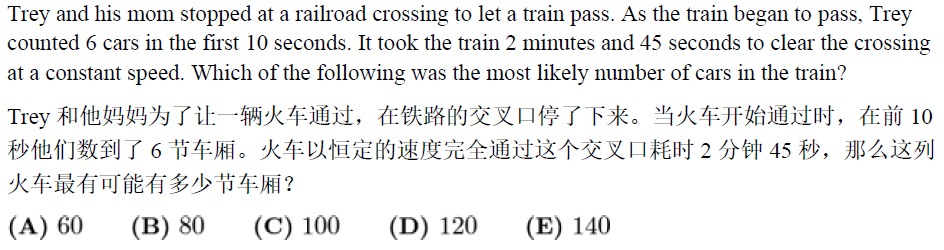 Trey and his mom stopped at a railroad crossing to let a train pass. As the train began to pass, Trey
counted 6 cars in the first 10 seconds. It took the train 2 minutes and 45 seconds to clear the crossing
at a constant speed. Which of the following was the most likely number of cars in the train?
Trey 和他妈妈为了让一辆火车通过，在铁路的交叉口停了下来。当火车开始通过时，在前 10
秒他们数到了 6 节车厢。火车以恒定的速度完全通过这个交叉口耗时 2 分钟 45 秒，那么这列
火车最有可能有多少节车厢？
(A) 60 (B) 80 (C) 100 (D) 120 (E) 140